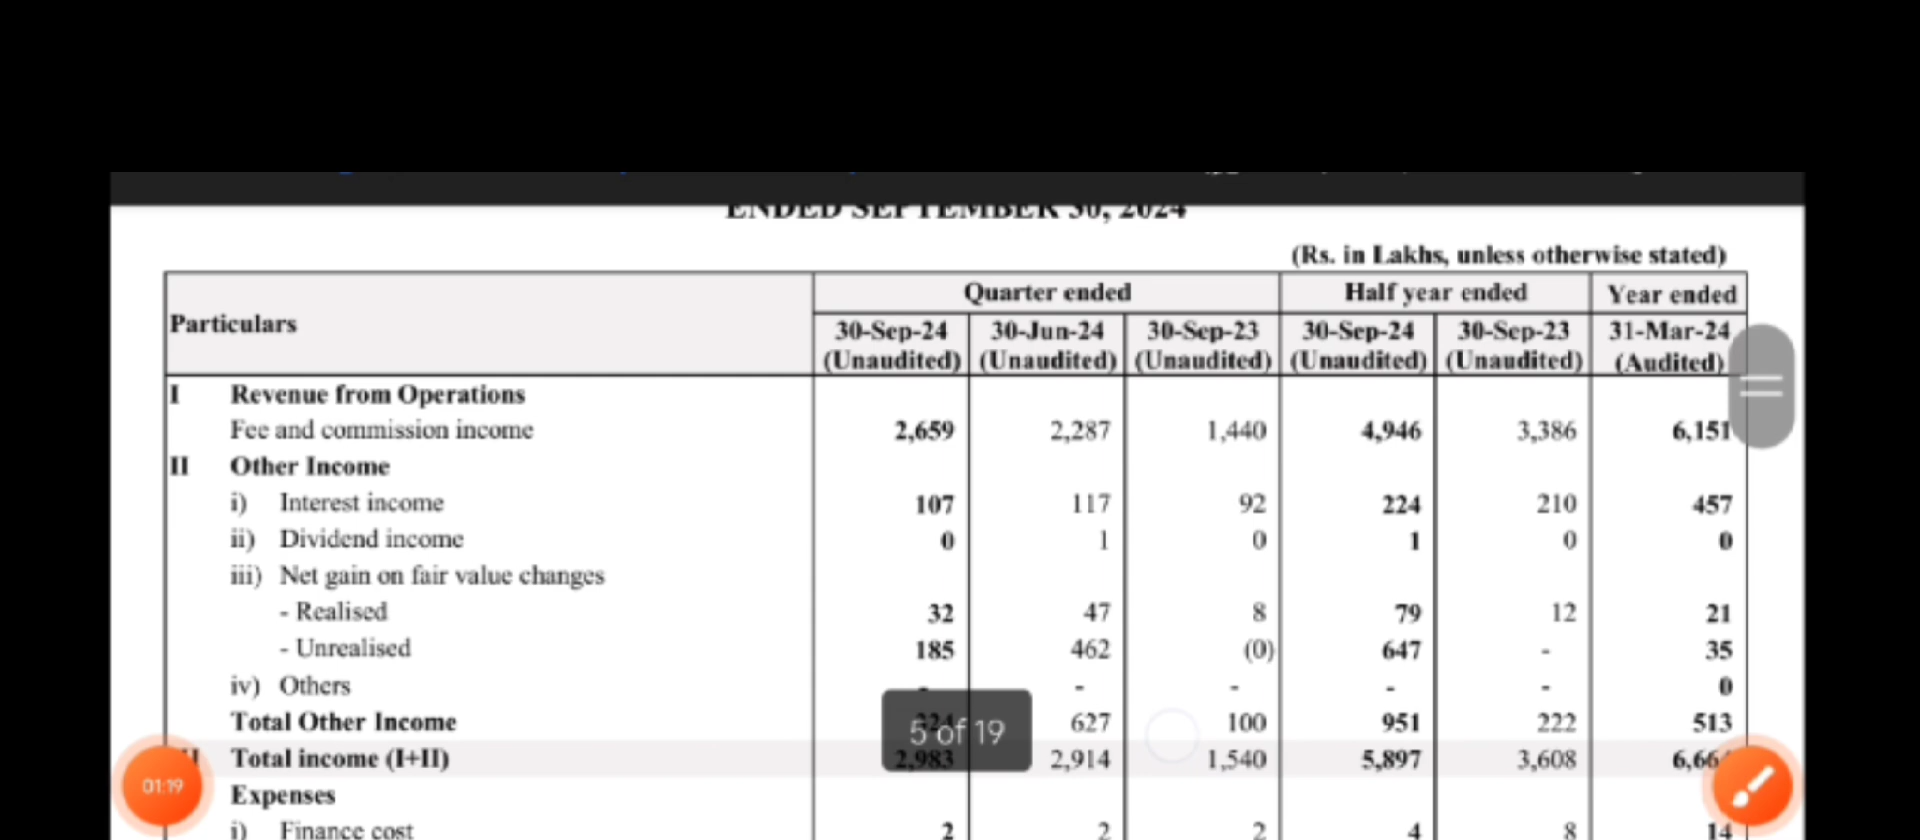 ENDED SEPTEMBER 30, 2024
(Rs. in Lakhs, unless otherwise stated)
Particulars Quarter ended Half year ended Year ended
30-Sep-24 30-Jun-24 30-Sep-23 30-Sep-24 30-Sep-23 31-Mar-24
(Unaudited) (Unaudited) (Unaudited) (Unaudited) (Unaudited) (Audited)
I Revenue from Operations
Fee and commission income 2,659 2,287 1,440 4,946 3,386 6,151
II Other Income
i) Interest income 107 117 92 224 210 457
ii) Dividend income 0 1 0 1 0 0
iii) Net gain on fair value changes
- Realised 32 47 8 79 12 21
- Unrealised 185 462 (0) 647 - 35
iv) Others - - - - - 0
Total Other Income 324 627 100 951 222 513
5 of 19
Total income (I+II) 2,983 2,914 1,540 5,897 3,608
01:19
Expenses
i) Finance cost 2 2 2 4 8 14